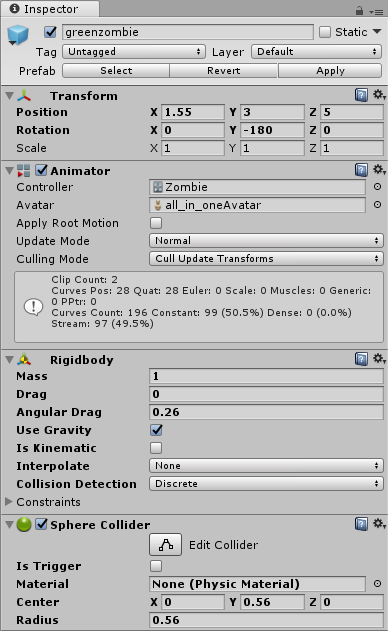 Inspector
greenzombie Static
Tag Untagged Layer Default
Prefab Select Revert Apply
Transform
Position X 1.55 Y 3 Z 5
Rotation X 0 Y -180 Z 0
Scale X 1 Y 1 Z 1
Animator
Controller Zombie
Avatar all_in_oneAvatar
Apply Root Motion
Update Mode Normal
Culling Mode Cull Update Transforms
Clip Count: 2
Curves Pos: 28 Quat: 28 Euler: 0 Scale: 0 Muscles: 0 Generic:
0 PPtr: 0
Curves Count: 196 Constant: 99 (50.5%) Dense: 0 (0.0%)
Stream: 97 (49.5%)
Rigidbody
Mass 1
Drag 0
Angular Drag 0.26
Use Gravity
Is Kinematic
Interpolate None
Collision Detection Discrete
Constraints
Sphere Collider
Edit Collider
Is Trigger
Material None (Physic Material)
Center X 0 Y 0.56 Z 0
Radius 0.56